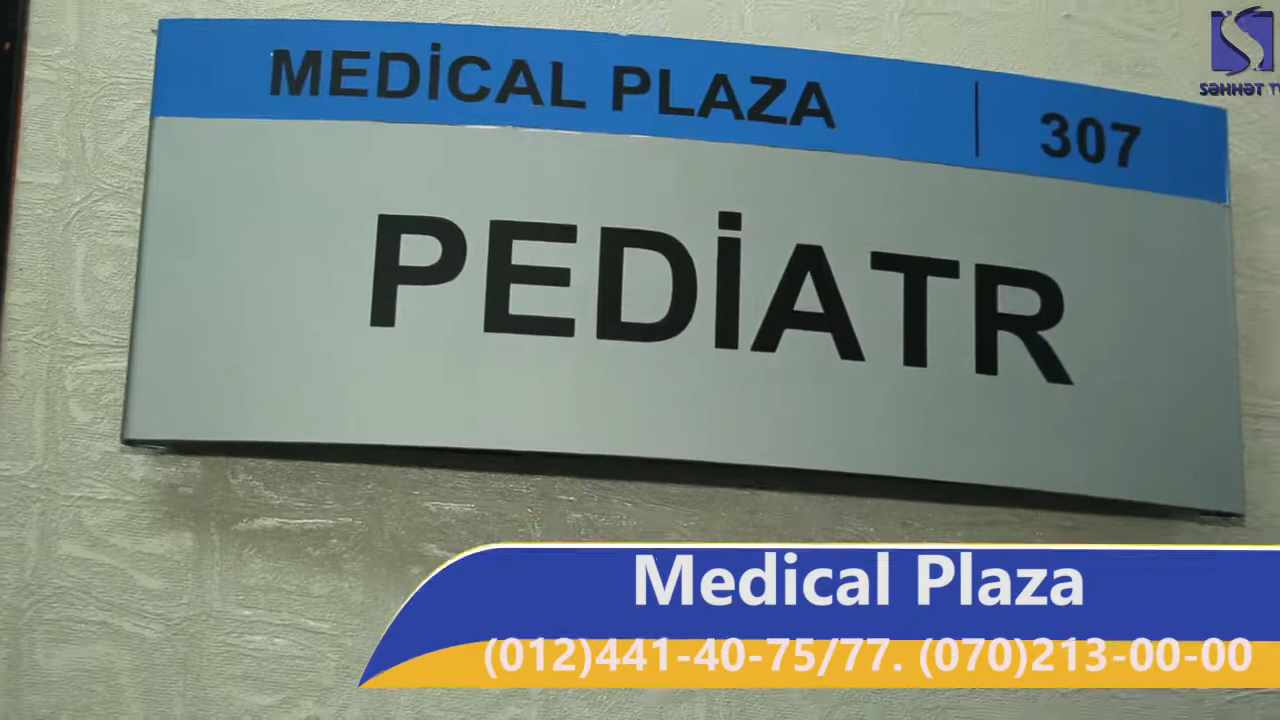 SƏHHƏT TV
MEDİCAL PLAZA 307
PEDİATR
Medical Plaza
(012)441-40-75/77. (070)213-00-00